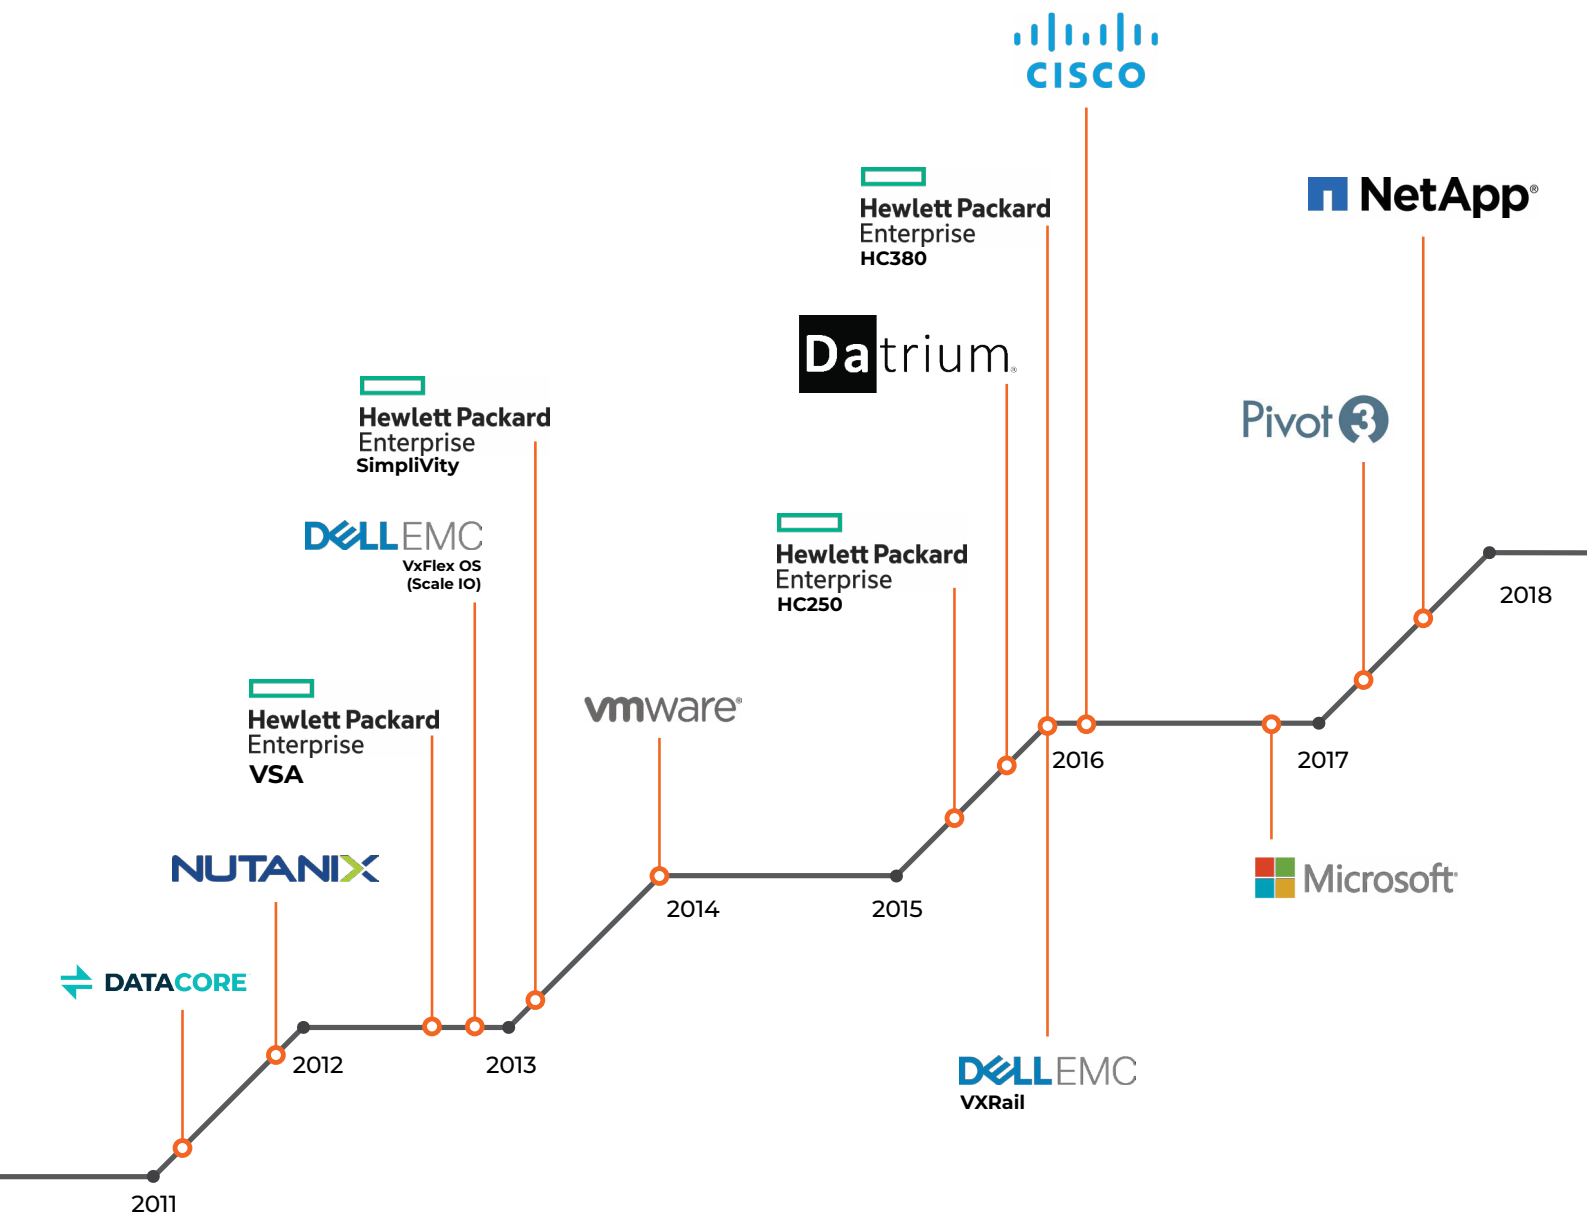 CISCO
Hewlett Packard
Enterprise
HC380
NetApp®
Datrium®
Hewlett Packard
Enterprise
SimpliVity
Pivot3
DELLEMC
VxFlex OS
(Scale IO)
Hewlett Packard
Enterprise
HC250
2018
Hewlett Packard
Enterprise
VSA
vmware®
2016
2017
NUTANIX
Microsoft
2014
2015
DATACORE
2012
2013
DELLEMC
VXRail
2011